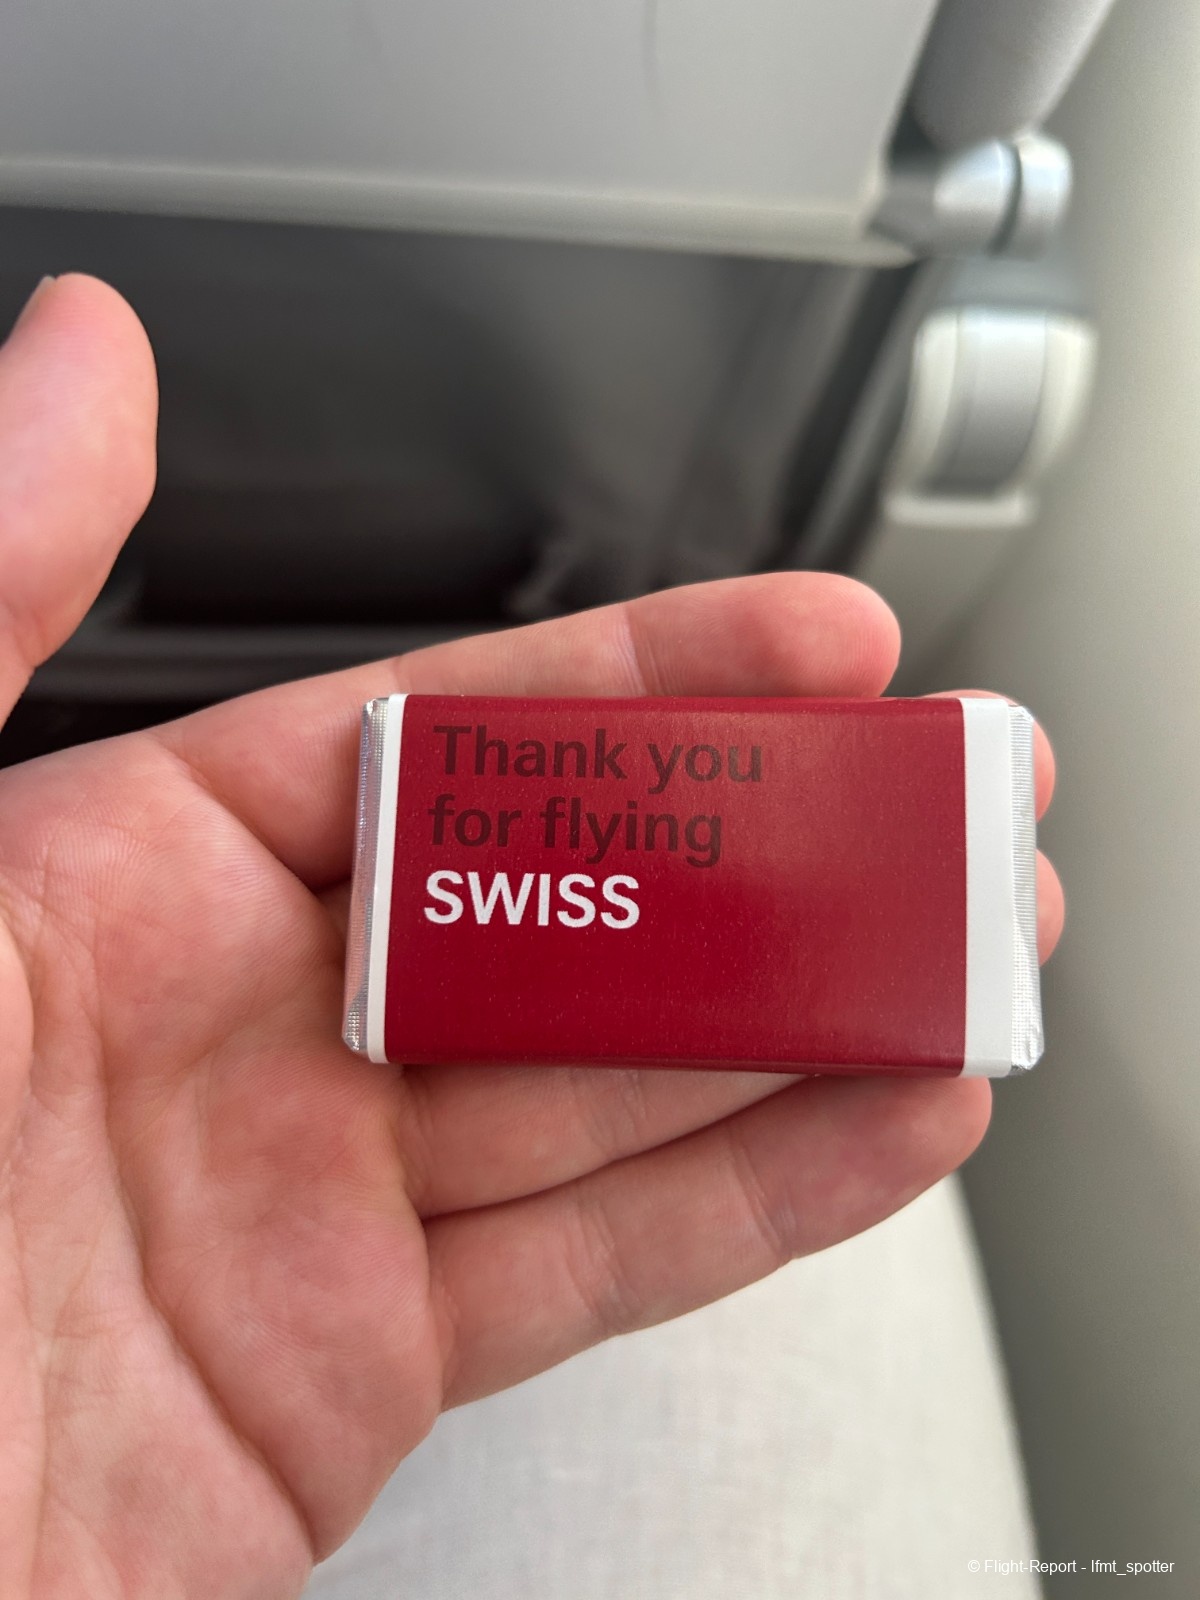 Thank you
for flying
SWISS
© Flight-Report - lfmt_spotter